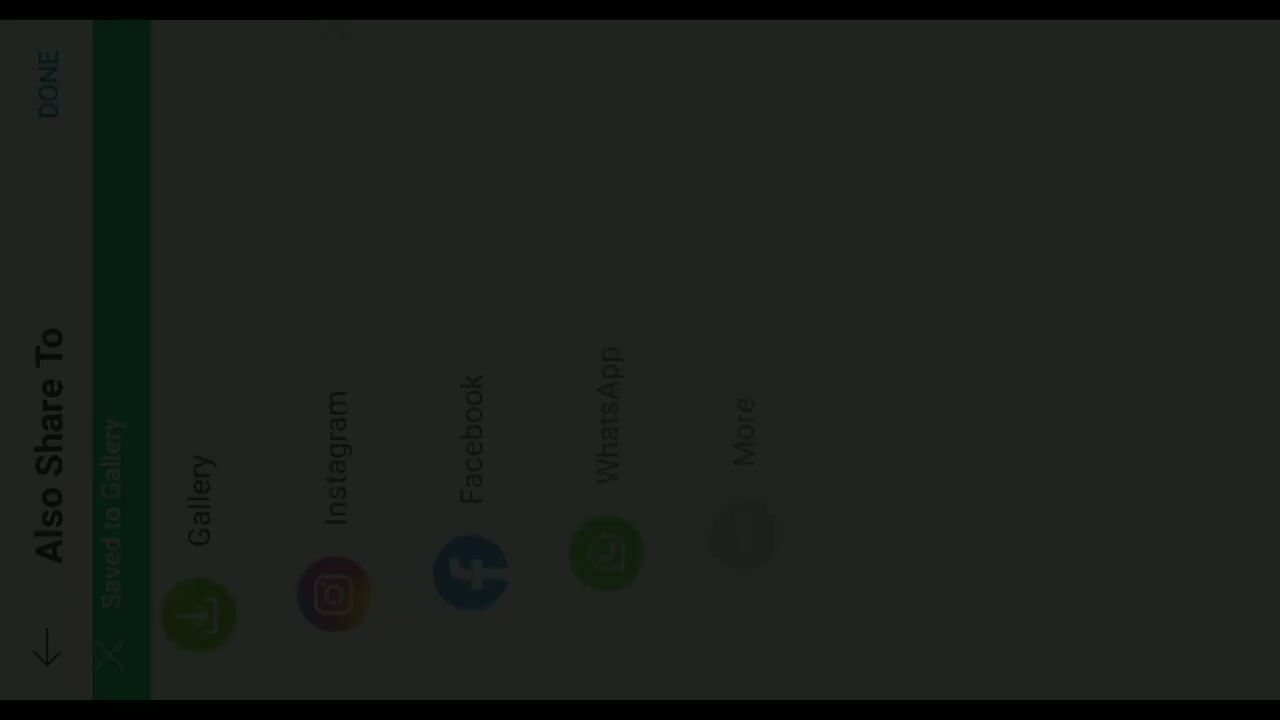 Also Share To
DONE
Saved to Gallery
Gallery
Instagram
Facebook
WhatsApp
More